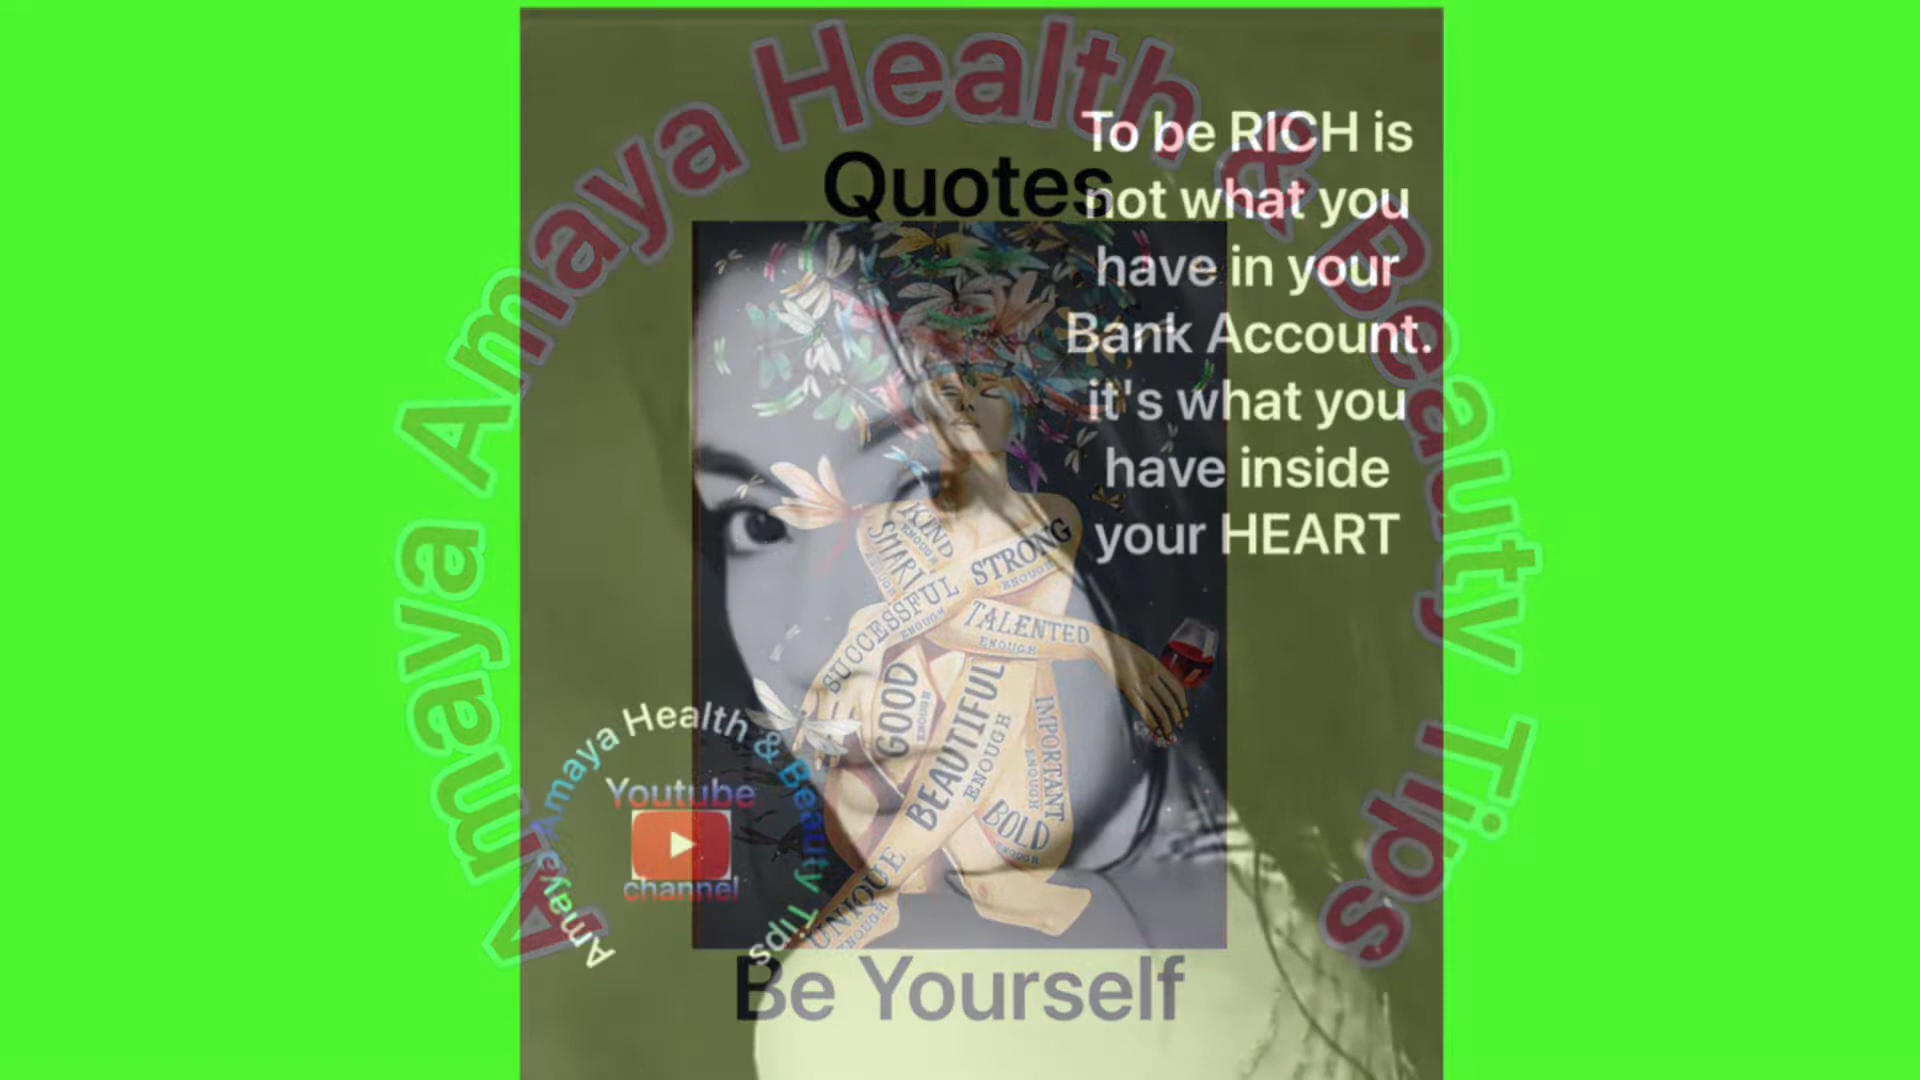 Amaya Amaya Health & Beauty Tips
Quotes
To be RICH is
not what you
have in your
Bank Account.
it's what you
have inside
your HEART
KIND
ENOUGH
SMART
STRONG
ENOUGH
SUCCESSFUL
ENOUGH
TALENTED
ENOUGH
GOOD
ENOUGH
BEAUTIFUL
ENOUGH
IMPORTANT
ENOUGH
BOLD
ENOUGH
UNIQUE
ENOUGH
Amaya Amaya Health & Beauty Tips
Youtube
channel
Be Yourself